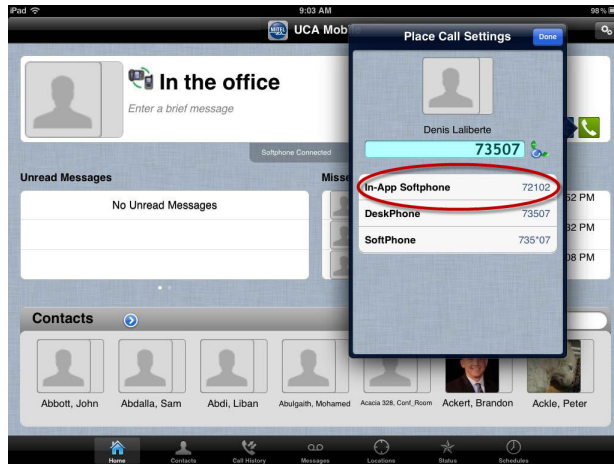 iPad
9:03 AM
98%
MITEL
UCA Mob
Place Call Settings
Done
In the office
Enter a brief message
Denis Laliberte
73507
Softphone Connected
In-App Softphone 72102
DeskPhone 73507
SoftPhone 735*07
Unread Messages
Misse
No Unread Messages
52 PM
32 PM
08 PM
Contacts
Abbott, John
Abdalla, Sam
Abdi, Liban
Abulgaith, Mohamed
Acacia 328, Conf_Room
Ackert, Brandon
Ackle, Peter
Home
Contacts
Call History
Messages
Locations
Status
Schedules